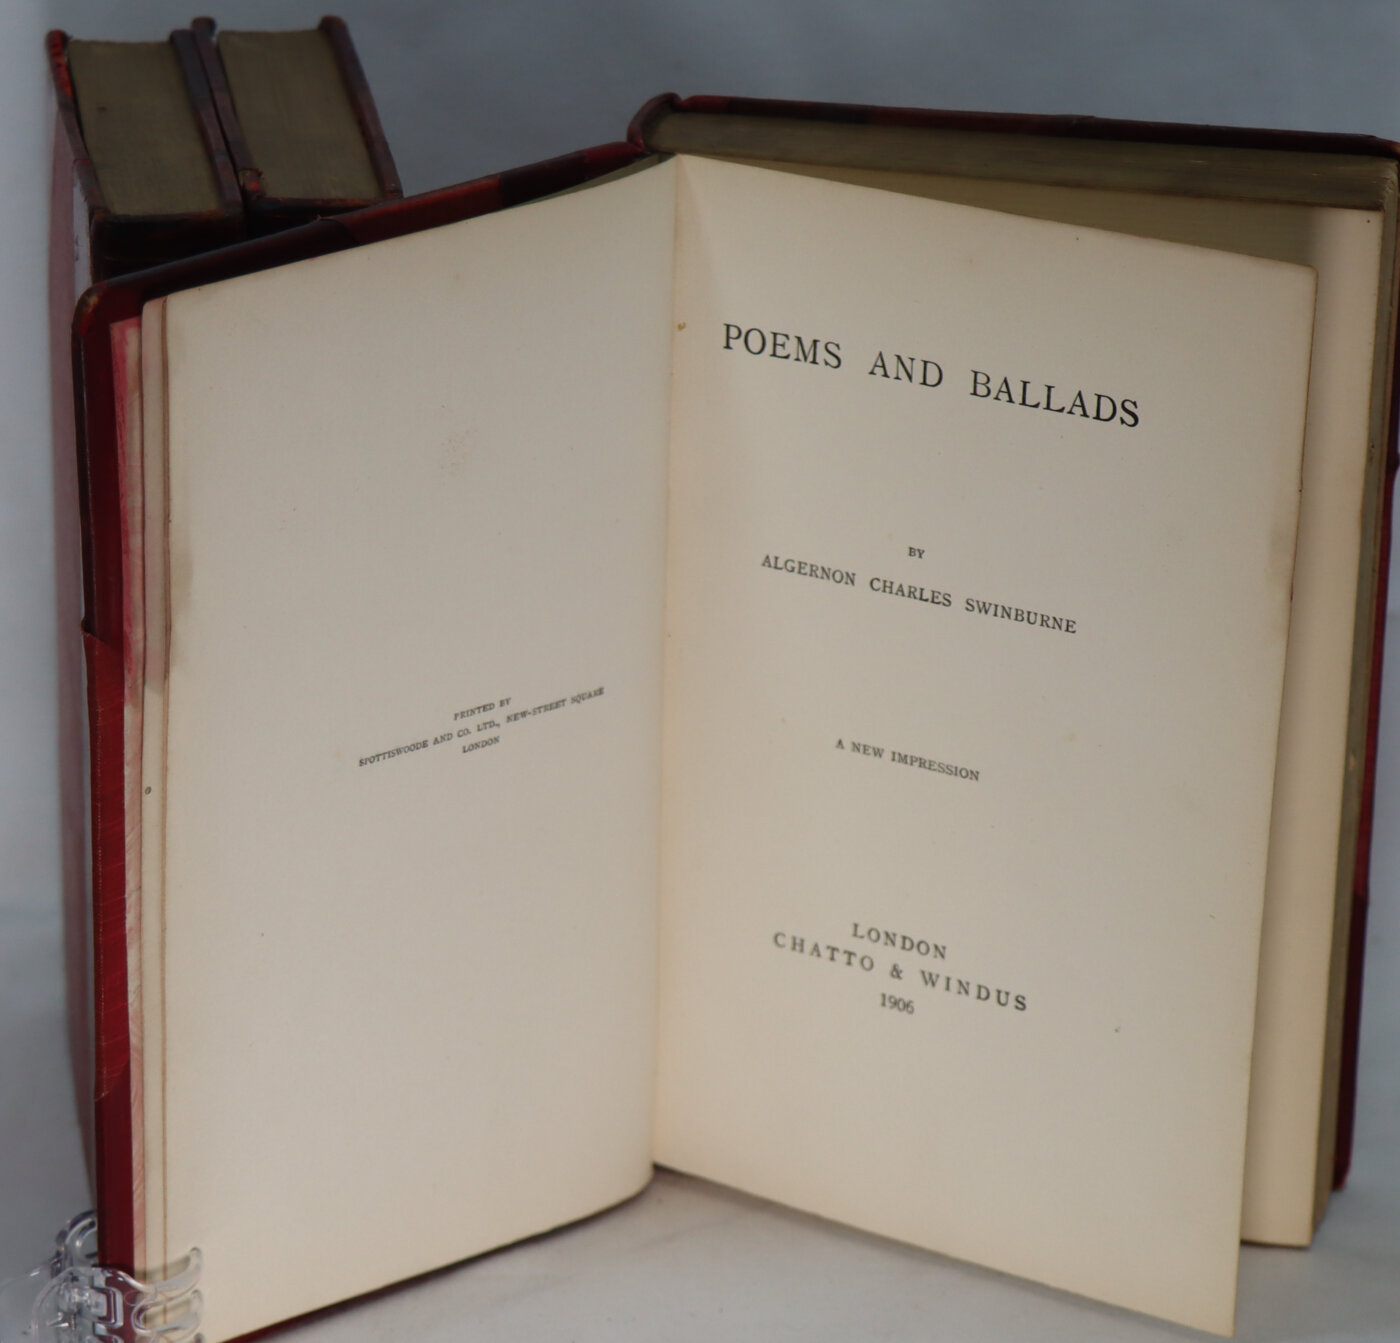 PRINTED BY
SPOTTISWOODE AND CO. LTD., NEW-STREET SQUARE
LONDON
POEMS AND BALLADS
BY
ALGERNON CHARLES SWINBURNE
A NEW IMPRESSION
LONDON
CHATTO & WINDUS
1906